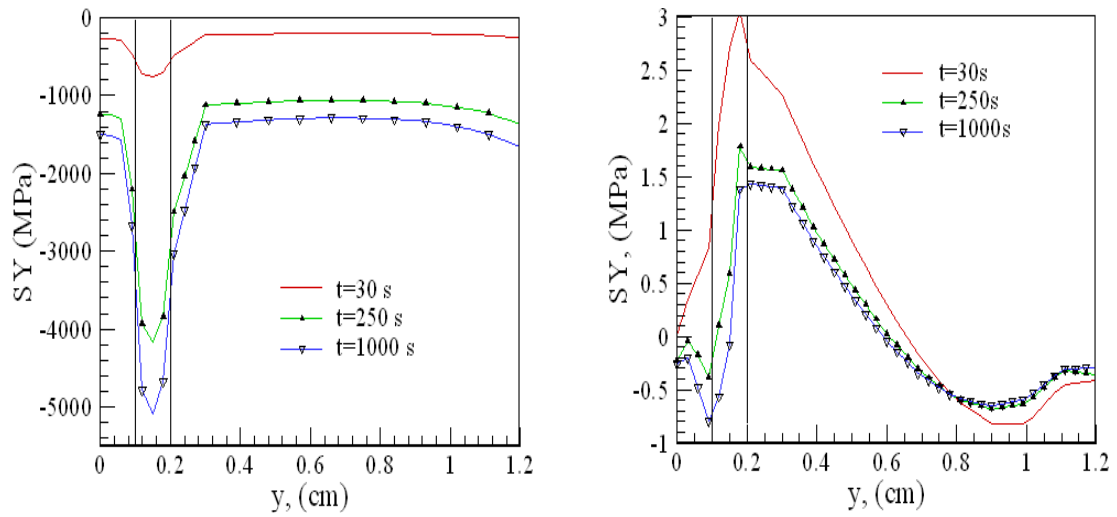 0
-1000
-2000
-3000
-4000
-5000
SY (MPa)
t=30 s
t=250 s
t=1000 s
0 0.2 0.4 0.6 0.8 1 1.2
y, (cm)
3
2.5
2
1.5
1
0.5
0
-0.5
-1
SY, (MPa)
t=30s
t=250s
t=1000s
0 0.2 0.4 0.6 0.8 1 1.2
y, (cm)